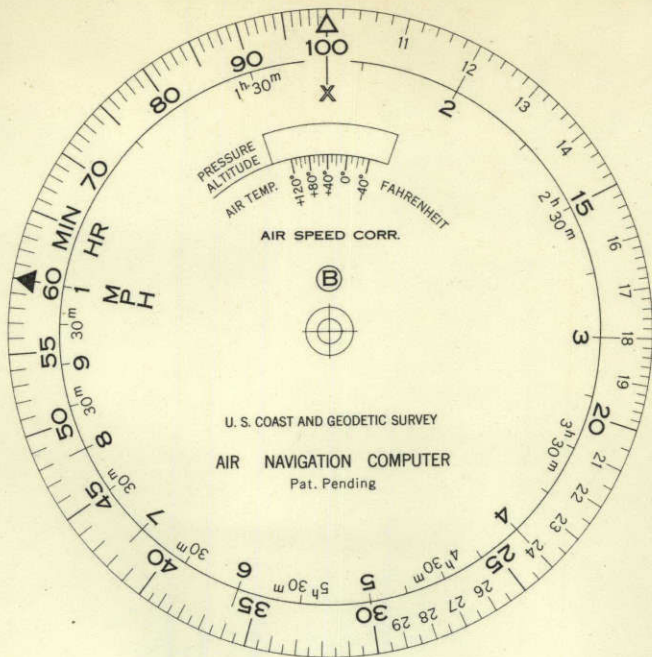 100
11
12
13
14
15
16
17
18
19
20
21
22
23
24
25
26
27
28
29
30
35
40
45
50
55
60
MIN
70
80
90
HR
1
1ʰ 30ᵐ
2
2ʰ 30ᵐ
3
3ʰ 30ᵐ
4
4ʰ 30ᵐ
5
5ʰ 30ᵐ
6
30ᵐ
7
30ᵐ
8
30ᵐ
9
30ᵐ
MPH
X
PRESSURE
ALTITUDE
AIR TEMP.
+120°
+80°
+40°
0°
-40°
FAHRENHEIT
AIR SPEED CORR.
B
U. S. COAST AND GEODETIC SURVEY
AIR NAVIGATION COMPUTER
Pat. Pending